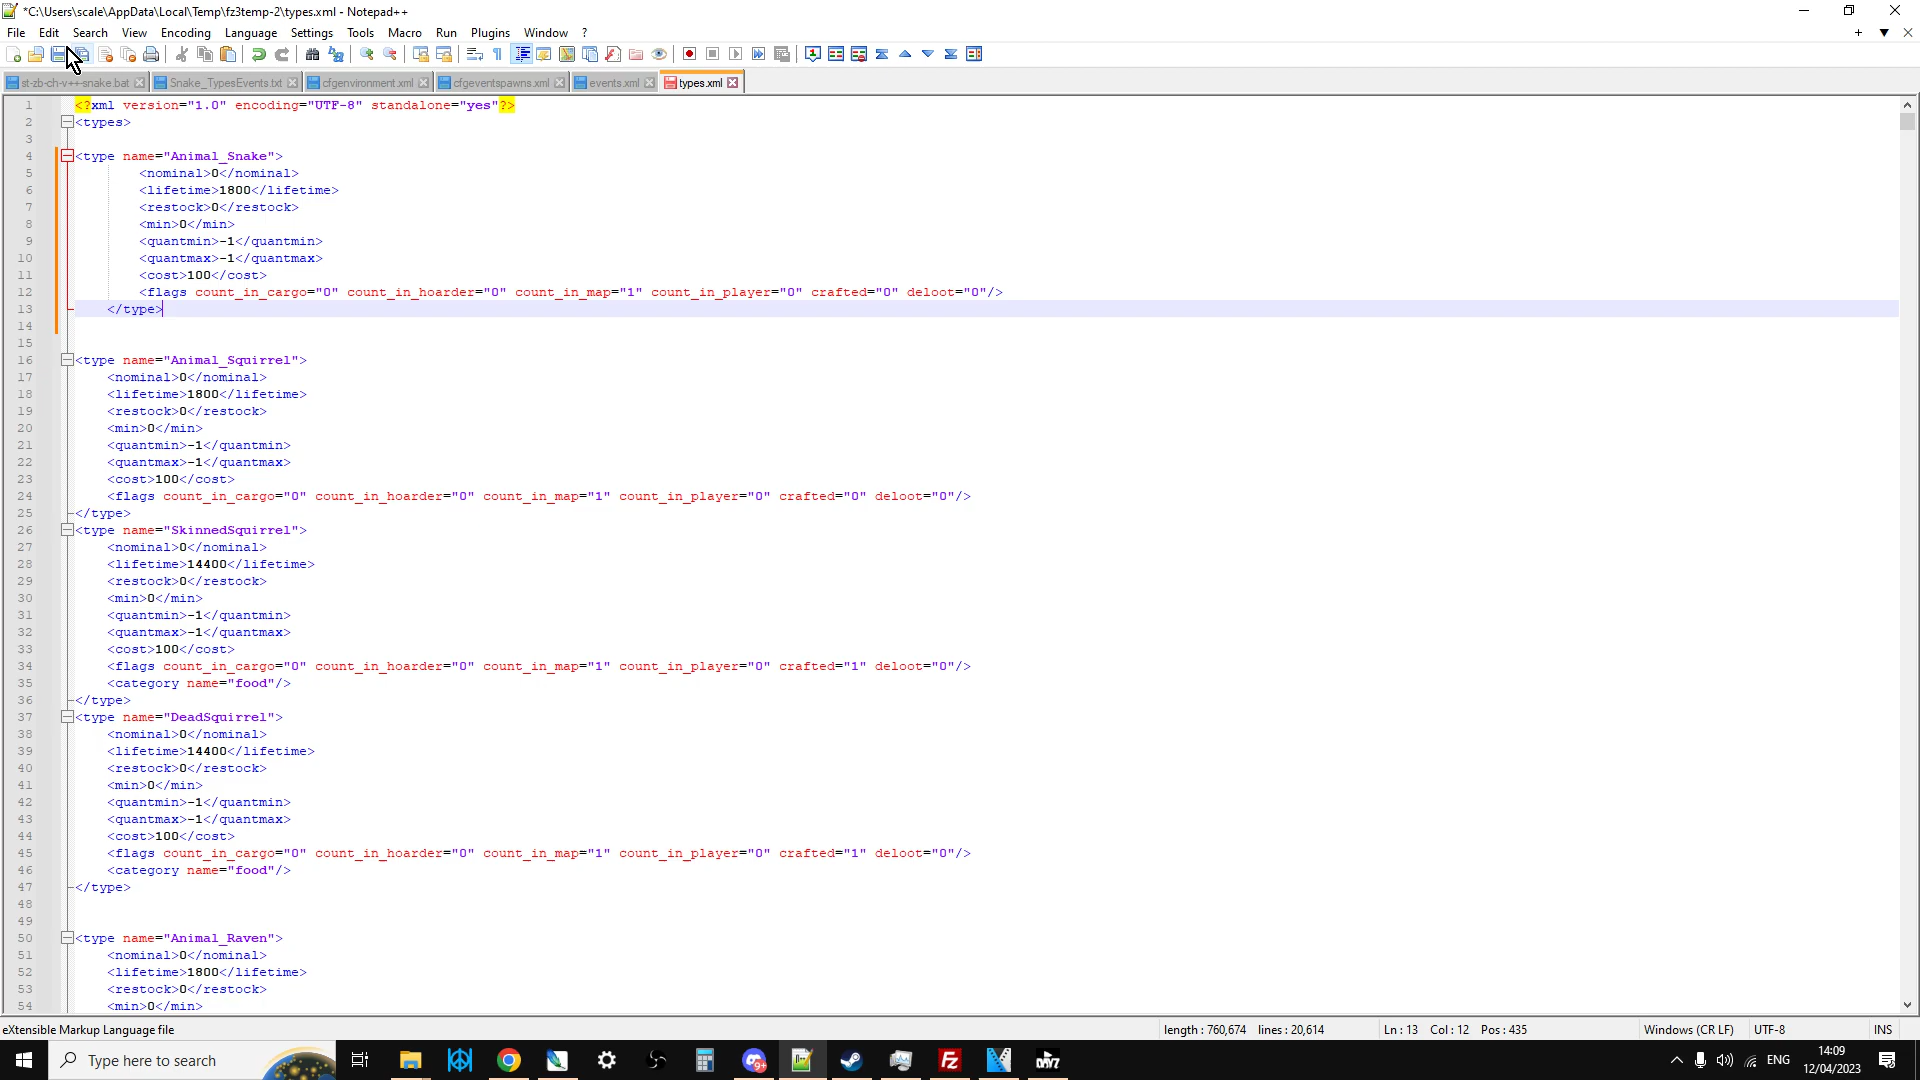 *C:\Users\scale\AppData\Local\Temp\fz3temp-2\types.xml - Notepad++
File Edit Search View Encoding Language Settings Tools Macro Run Plugins Window ?
st-zb-ch-v++-snake.bat Snake_TypesEvents.txt cfgenvironment.xml cfgeventspawns.xml events.xml types.xml
1 <?xml version="1.0" encoding="UTF-8" standalone="yes"?>
2 <types>
3
4 <type name="Animal_Snake">
5 <nominal>0</nominal>
6 <lifetime>1800</lifetime>
7 <restock>0</restock>
8 <min>0</min>
9 <quantmin>-1</quantmin>
10 <quantmax>-1</quantmax>
11 <cost>100</cost>
12 <flags count_in_cargo="0" count_in_hoarder="0" count_in_map="1" count_in_player="0" crafted="0" deloot="0"/>
13 </type>
14
15
16 <type name="Animal_Squirrel">
17 <nominal>0</nominal>
18 <lifetime>1800</lifetime>
19 <restock>0</restock>
20 <min>0</min>
21 <quantmin>-1</quantmin>
22 <quantmax>-1</quantmax>
23 <cost>100</cost>
24 <flags count_in_cargo="0" count_in_hoarder="0" count_in_map="1" count_in_player="0" crafted="0" deloot="0"/>
25 </type>
26 <type name="SkinnedSquirrel">
27 <nominal>0</nominal>
28 <lifetime>14400</lifetime>
29 <restock>0</restock>
30 <min>0</min>
31 <quantmin>-1</quantmin>
32 <quantmax>-1</quantmax>
33 <cost>100</cost>
34 <flags count_in_cargo="0" count_in_hoarder="0" count_in_map="1" count_in_player="0" crafted="1" deloot="0"/>
35 <category name="food"/>
36 </type>
37 <type name="DeadSquirrel">
38 <nominal>0</nominal>
39 <lifetime>14400</lifetime>
40 <restock>0</restock>
41 <min>0</min>
42 <quantmin>-1</quantmin>
43 <quantmax>-1</quantmax>
44 <cost>100</cost>
45 <flags count_in_cargo="0" count_in_hoarder="0" count_in_map="1" count_in_player="0" crafted="1" deloot="0"/>
46 <category name="food"/>
47 </type>
48
49
50 <type name="Animal_Raven">
51 <nominal>0</nominal>
52 <lifetime>1800</lifetime>
53 <restock>0</restock>
54 <min>0</min>
eXtensible Markup Language file length : 760,674 lines : 20,614 Ln : 13 Col : 12 Pos : 435 Windows (CR LF) UTF-8 INS
Type here to search 9+ Fz DAYZ ENG 14:09
12/04/2023